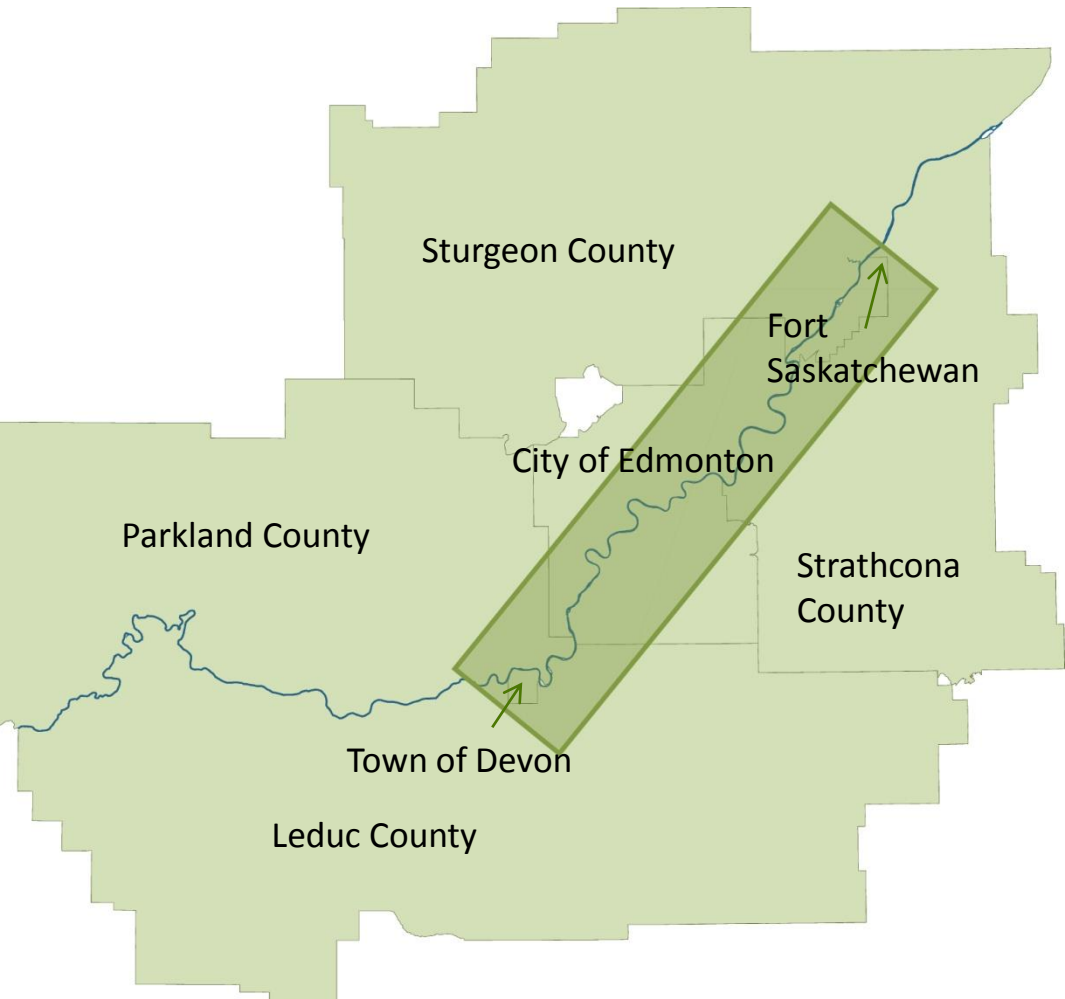 Sturgeon County
Fort
Saskatchewan
City of Edmonton
Parkland County
Strathcona
County
Town of Devon
Leduc County